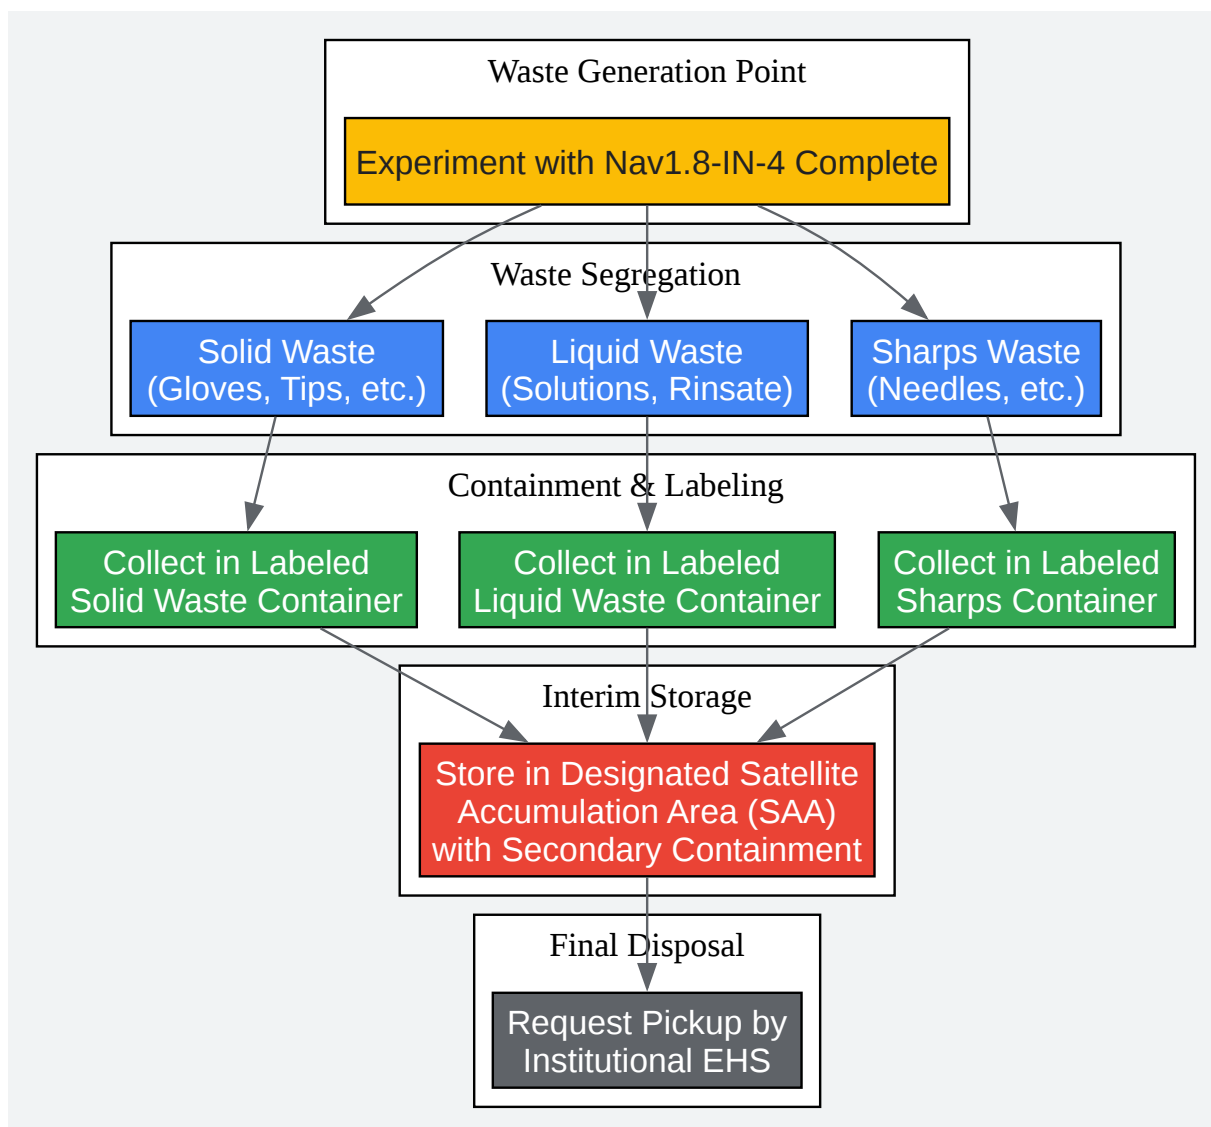 Waste Generation Point
Experiment with Nav1.8-IN-4 Complete
Waste Segregation
Solid Waste
(Gloves, Tips, etc.)
Liquid Waste
(Solutions, Rinsate)
Sharps Waste
(Needles, etc.)
Containment & Labeling
Collect in Labeled
Solid Waste Container
Collect in Labeled
Liquid Waste Container
Collect in Labeled
Sharps Container
Interim Storage
Store in Designated Satellite
Accumulation Area (SAA)
with Secondary Containment
Final Disposal
Request Pickup by
Institutional EHS